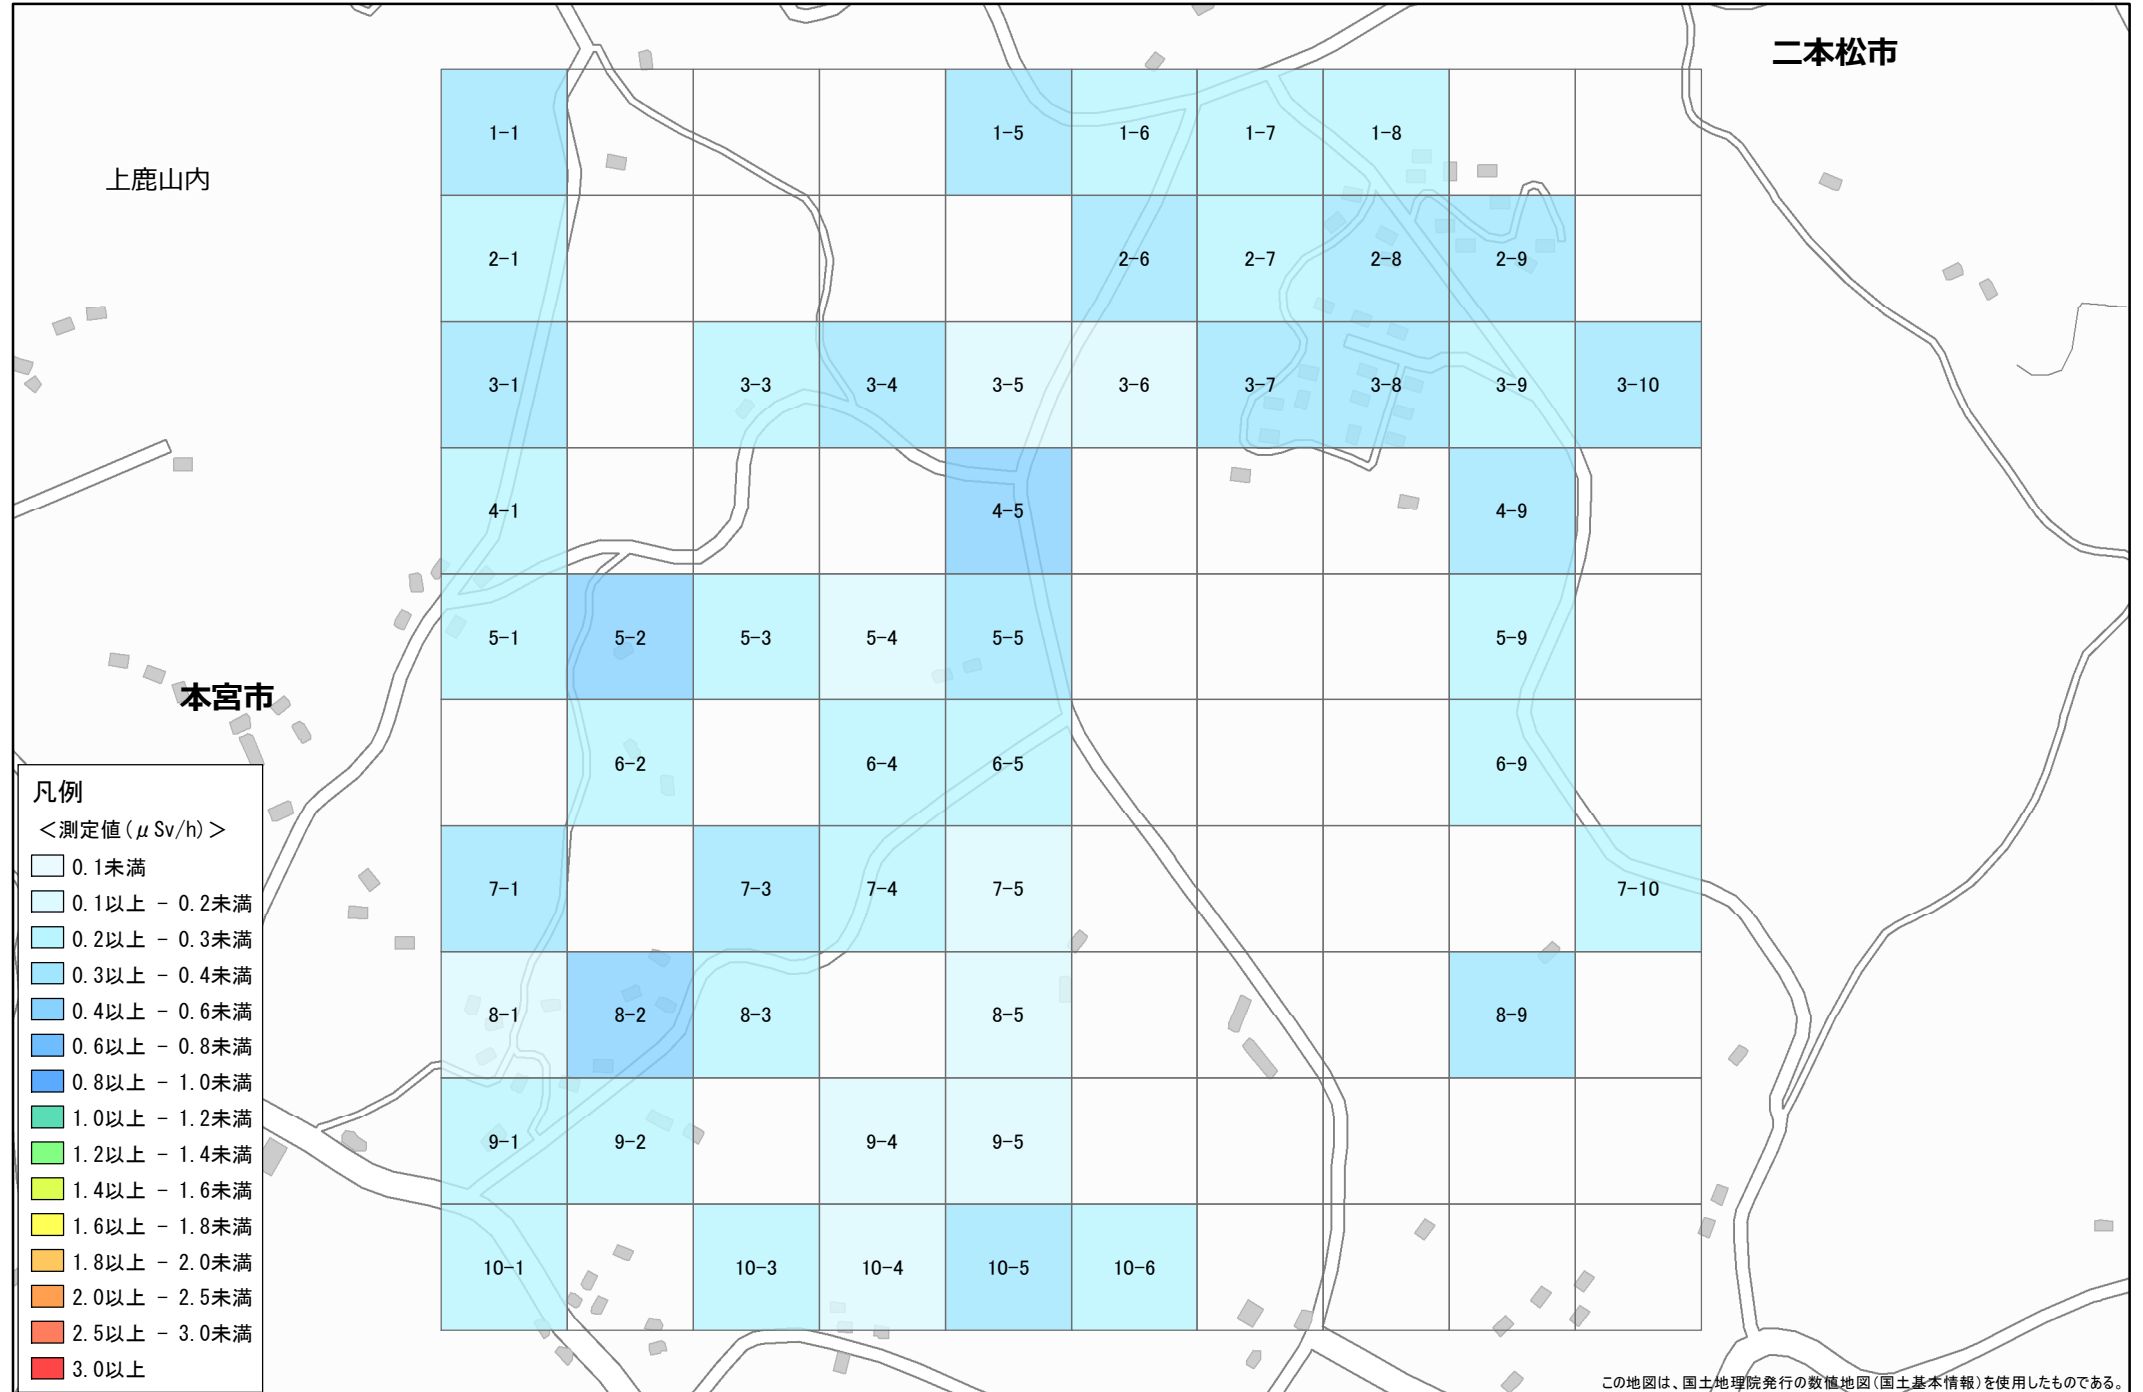 二本松市
上鹿山内
1-1 1-5 1-6 1-7 1-8
2-1 2-6 2-7 2-8 2-9
3-1 3-3 3-4 3-5 3-6 3-7 3-8 3-9 3-10
4-1 4-5 4-9
5-1 5-2 5-3 5-4 5-5 5-9
本宮市
6-2 6-4 6-5 6-9
7-1 7-3 7-4 7-5 7-10
8-1 8-2 8-3 8-5 8-9
9-1 9-2 9-4 9-5
10-1 10-3 10-4 10-5 10-6
凡例
＜測定値(μSv/h)＞
0.1未満
0.1以上 - 0.2未満
0.2以上 - 0.3未満
0.3以上 - 0.4未満
0.4以上 - 0.6未満
0.6以上 - 0.8未満
0.8以上 - 1.0未満
1.0以上 - 1.2未満
1.2以上 - 1.4未満
1.4以上 - 1.6未満
1.6以上 - 1.8未満
1.8以上 - 2.0未満
2.0以上 - 2.5未満
2.5以上 - 3.0未満
3.0以上
この地図は、国土地理院発行の数値地図(国土基本情報)を使用したものである。